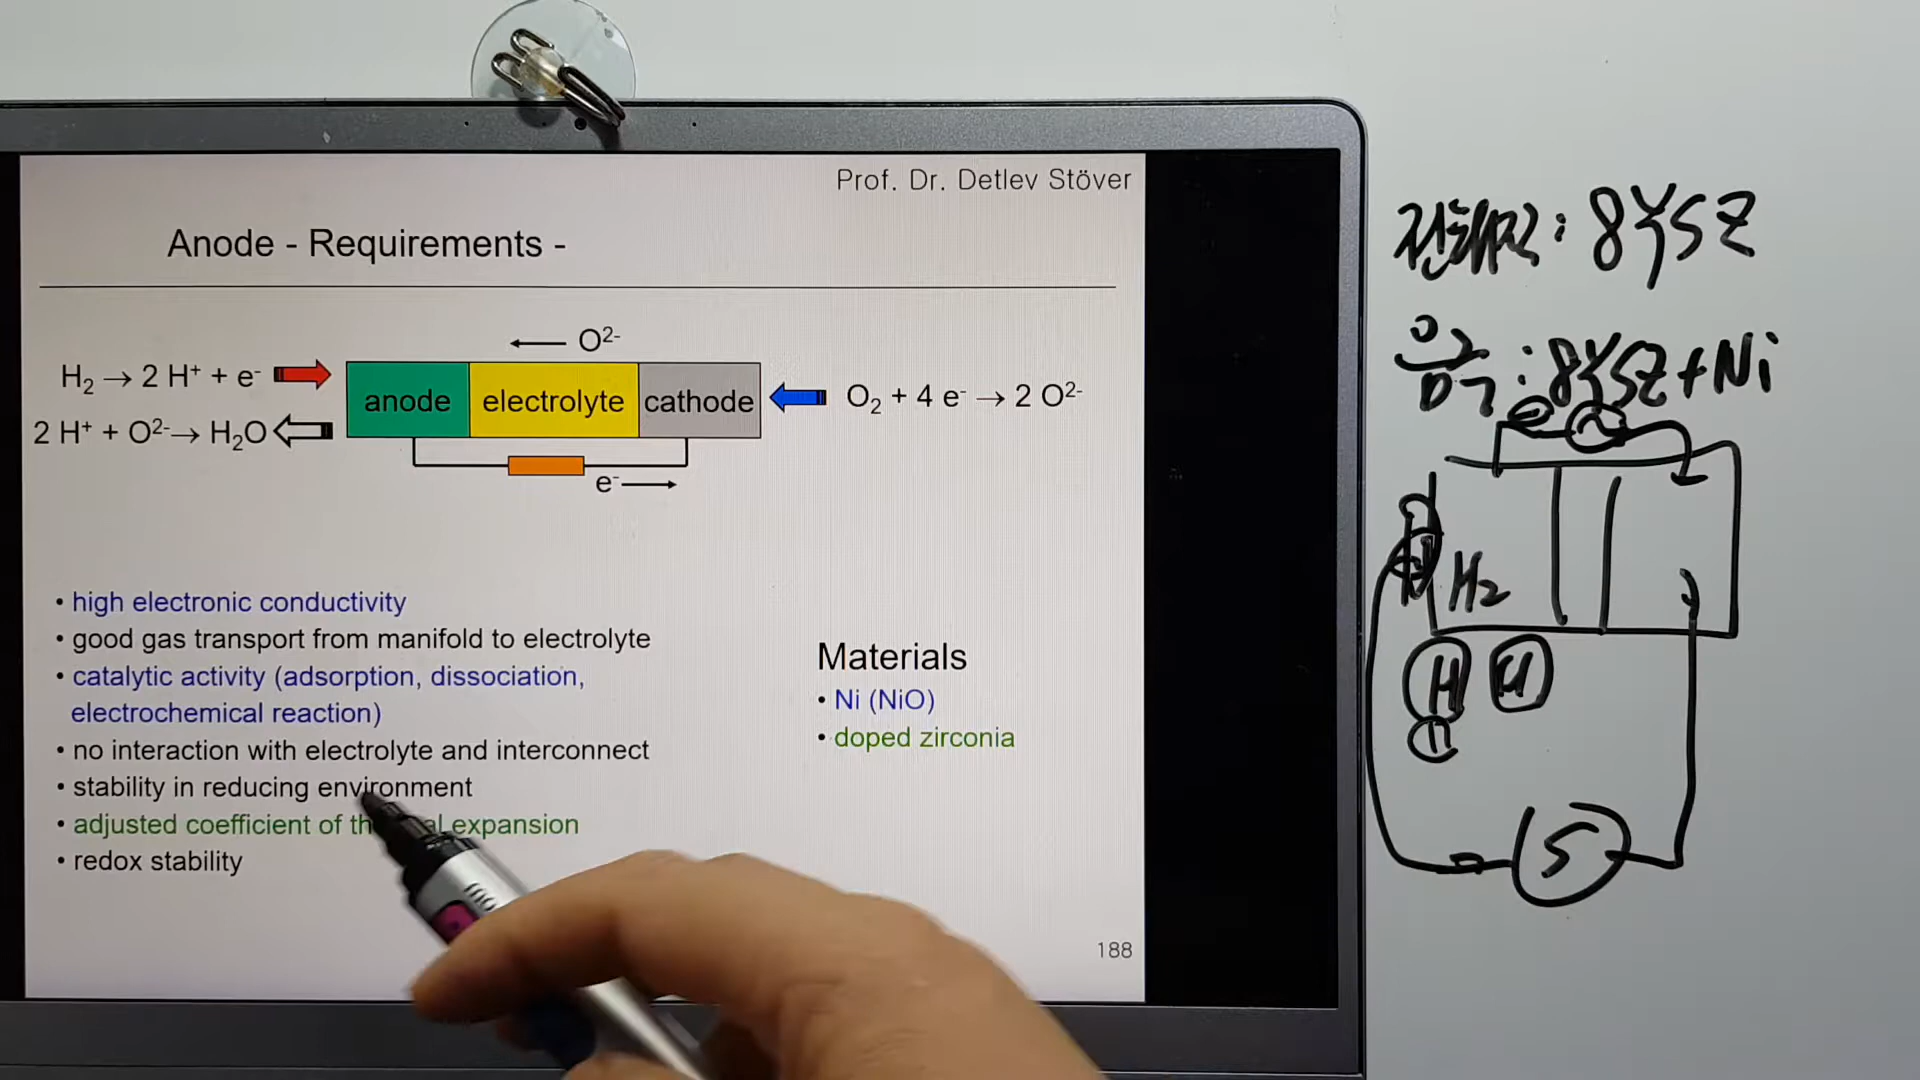 Prof. Dr. Detlev Stöver
Anode - Requirements -
O²⁻
H₂ → 2 H⁺ + e⁻
2 H⁺ + O²⁻→ H₂O
anode
electrolyte
cathode
O₂ + 4 e⁻ → 2 O²⁻
e⁻
• high electronic conductivity
• good gas transport from manifold to electrolyte
• catalytic activity (adsorption, dissociation,
electrochemical reaction)
• no interaction with electrolyte and interconnect
• stability in reducing environment
• adjusted coefficient of expansion
• redox stability
Materials
• Ni (NiO)
• doped zirconia
188
전해질: 8YSZ
음극: 8YSZ+Ni
H₂
H
H
S